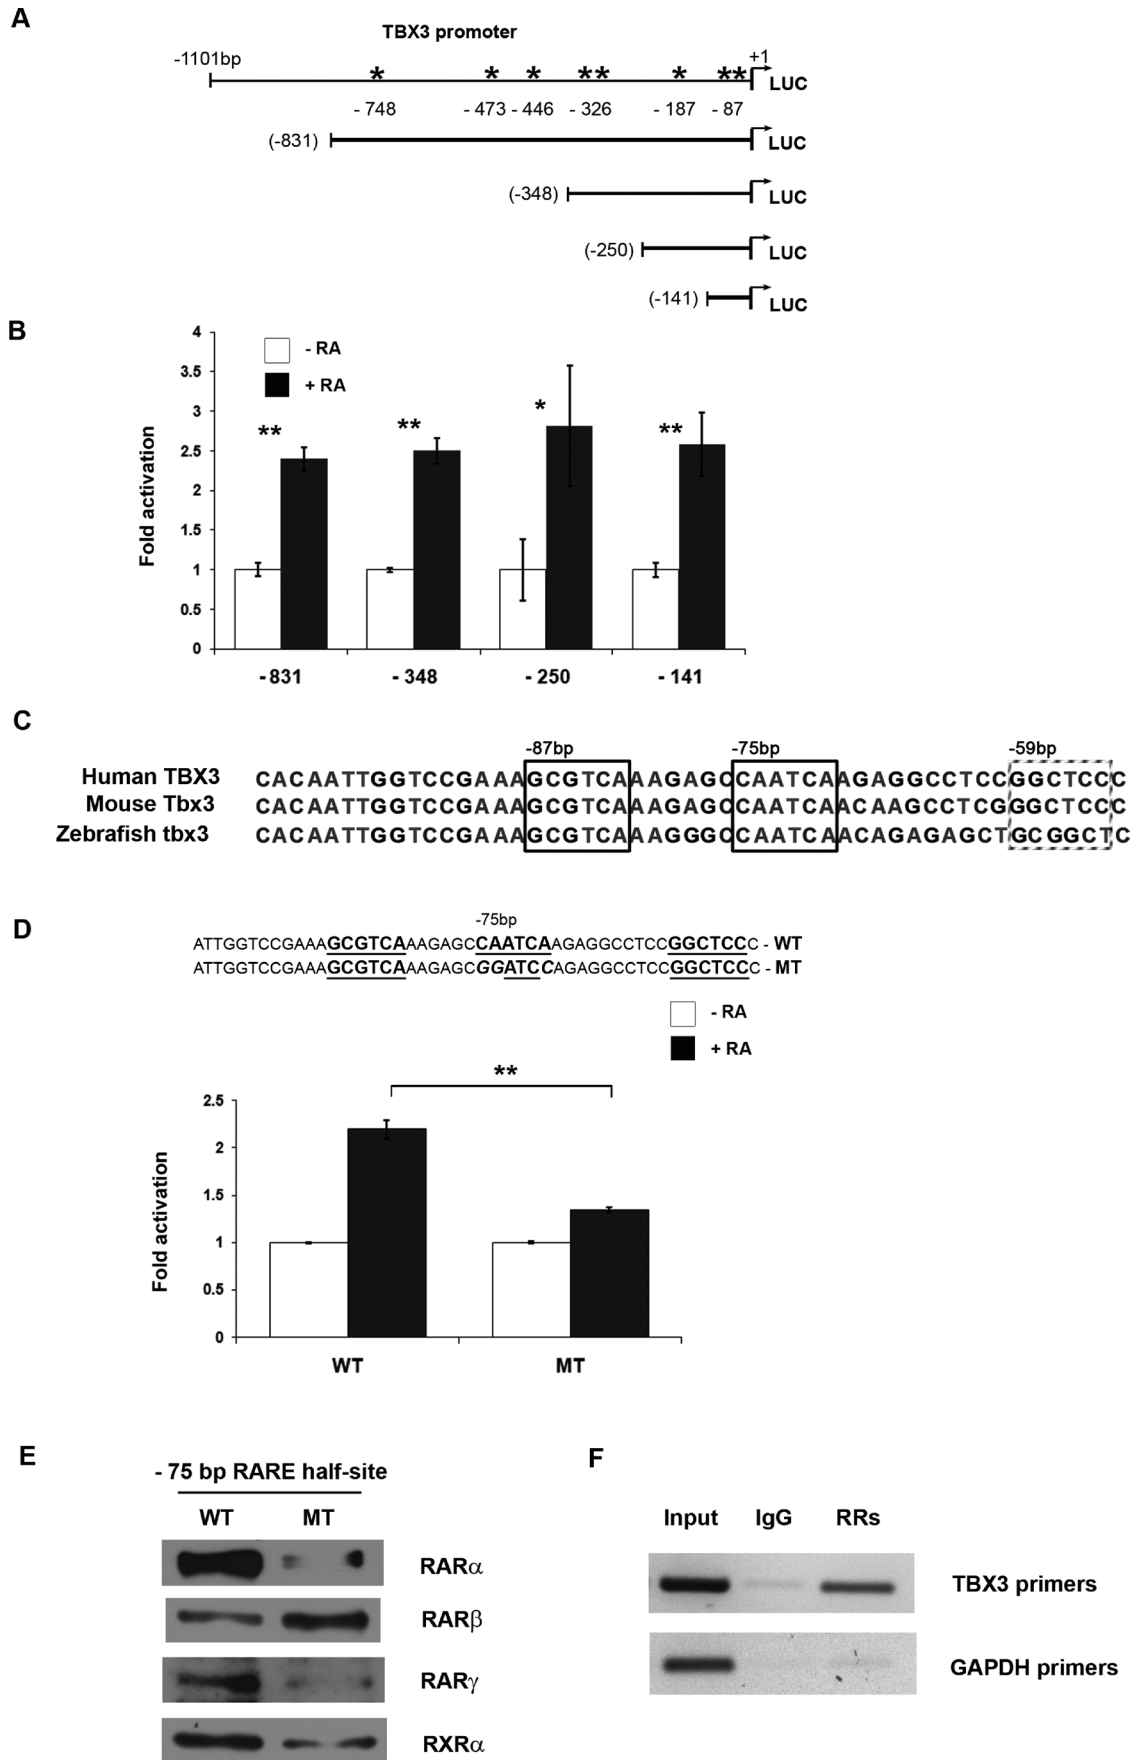 A
TBX3 promoter
-1101bp
+1
* * * ** * **
LUC
- 748 - 473 - 446 - 326 - 187 - 87
(-831)
LUC
(-348)
LUC
(-250)
LUC
(-141)
LUC
B
- RA
+ RA
Fold activation
4
3.5
3
2.5
2
1.5
1
0.5
0
** ** * **
- 831 - 348 - 250 - 141
C
-87bp -75bp -59bp
Human TBX3 CACAATTGGTCCGAAAGCGTCAAAGAGCCAATCAAGAGGCCTCCGGCTCCC
Mouse Tbx3 CACAATTGGTCCGAAAGCGTCAAAGAGCCAATCAACAAGCCTCGGGCTCCC
Zebrafish tbx3 CACAATTGGTCCGAAAGCGTCAAAGGGCCAATCAACAGAGAGCTGCGGCTC
D
-75bp
ATTGGTCCGAAAGCGTCAAAGAGCCAATCAAGAGGCCTCCGGCTCCC - WT
ATTGGTCCGAAAGCGTCAAAGAGCGGATCCAGAGGCCTCCGGCTCCC - MT
- RA
+ RA
**
Fold activation
2.5
2
1.5
1
0.5
0
WT MT
E
- 75 bp RARE half-site
WT MT
RARα
RARβ
RARγ
RXRα
F
Input IgG RRs
TBX3 primers
GAPDH primers